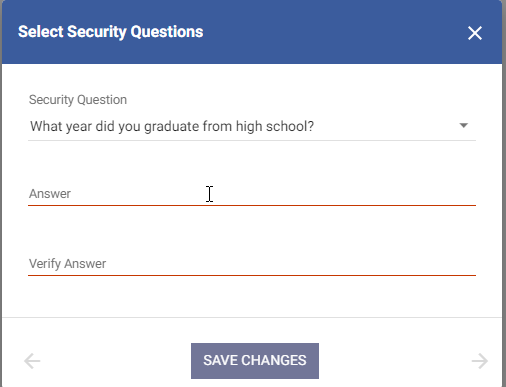 Select Security Questions
Security Question
What year did you graduate from high school?
Answer
Verify Answer
SAVE CHANGES